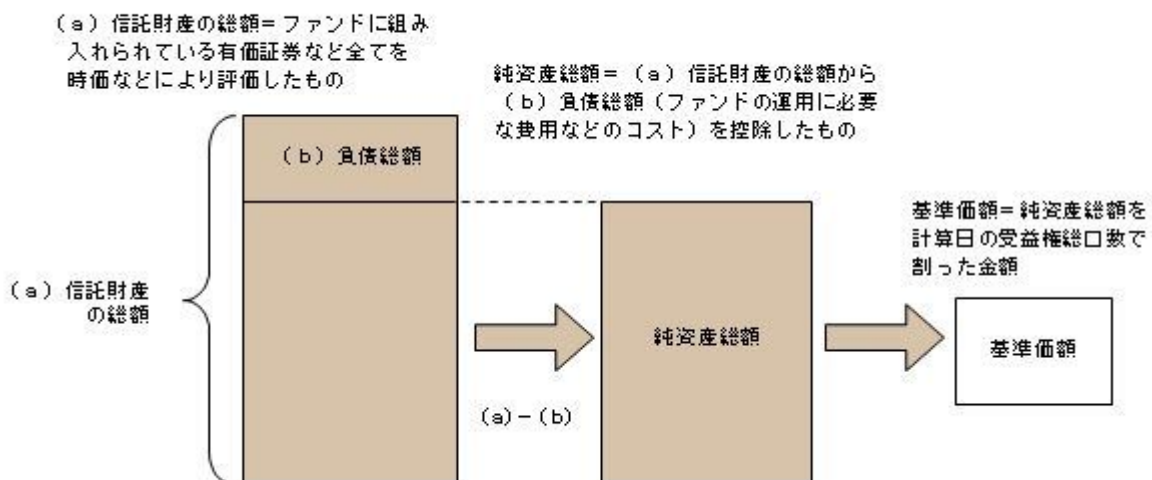 (a)信託財産の総額=ファンドに組み
入れられている有価証券など全てを
時価などにより評価したもの
純資産総額=(a)信託財産の総額から
(b)負債総額(ファンドの運用に必要
な費用などのコスト)を控除したもの
(b)負債総額
基準価額=純資産総額を
計算日の受益権総口数で
割った金額
(a)信託財産
の総額
純資産総額
基準価額
(a)-(b)